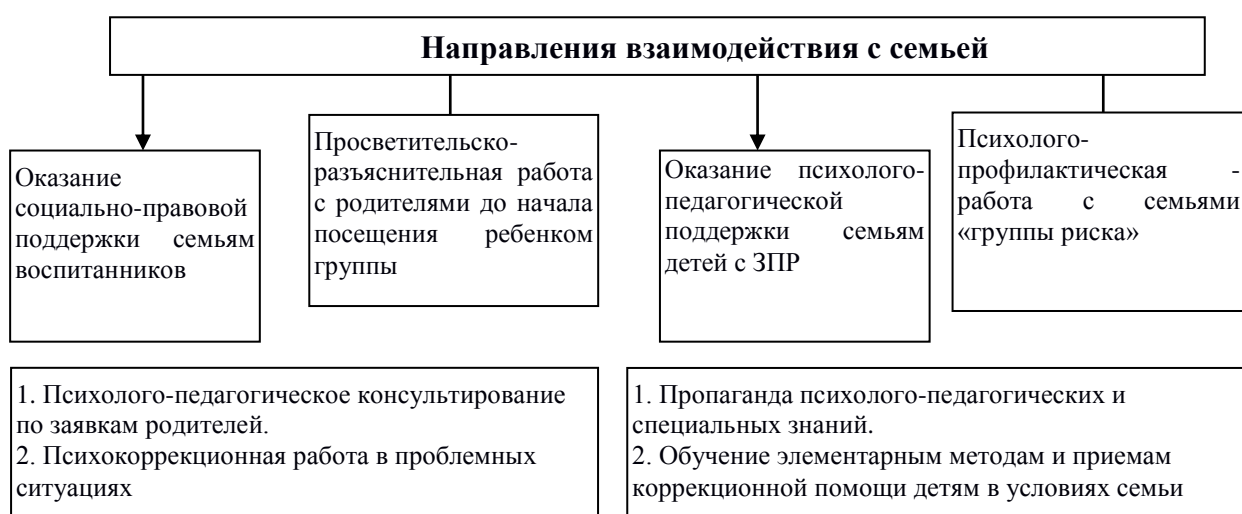 Направления взаимодействия с семьей
Оказание
социально-правовой
поддержки семьям
воспитанников
Просветительско-
разъяснительная работа
с родителями до начала
посещения ребенком
группы
Оказание психолого-
педагогической
поддержки семьям
детей с ЗПР
Психолого-
профилактическая -
работа с семьями
«группы риска»
1. Психолого-педагогическое консультирование
по заявкам родителей.
2. Психокоррекционная работа в проблемных
ситуациях
1. Пропаганда психолого-педагогических и
специальных знаний.
2. Обучение элементарным методам и приемам
коррекционной помощи детям в условиях семьи